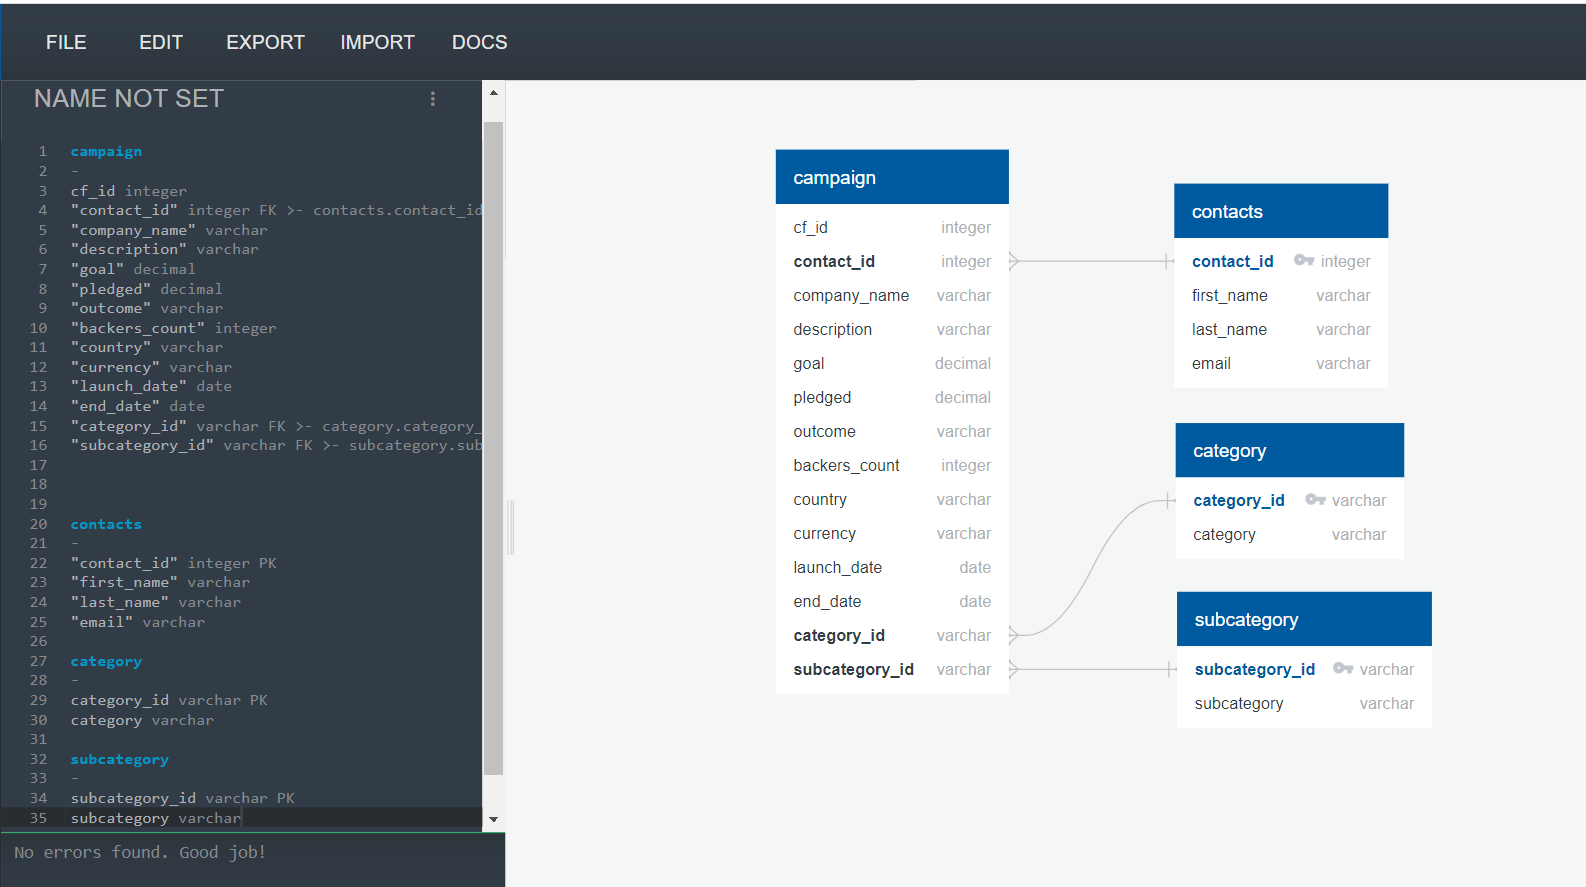 FILE EDIT EXPORT IMPORT DOCS
NAME NOT SET
1 campaign
2 -
3 cf_id integer
4 "contact_id" integer FK >- contacts.contact_id
5 "company_name" varchar
6 "description" varchar
7 "goal" decimal
8 "pledged" decimal
9 "outcome" varchar
10 "backers_count" integer
11 "country" varchar
12 "currency" varchar
13 "launch_date" date
14 "end_date" date
15 "category_id" varchar FK >- category.category_
16 "subcategory_id" varchar FK >- subcategory.sub
17
18
19
20 contacts
21 -
22 "contact_id" integer PK
23 "first_name" varchar
24 "last_name" varchar
25 "email" varchar
26
27 category
28 -
29 category_id varchar PK
30 category varchar
31
32 subcategory
33 -
34 subcategory_id varchar PK
35 subcategory varchar
No errors found. Good job!
campaign
cf_id integer
contact_id integer
company_name varchar
description varchar
goal decimal
pledged decimal
outcome varchar
backers_count integer
country varchar
currency varchar
launch_date date
end_date date
category_id varchar
subcategory_id varchar
contacts
contact_id integer
first_name varchar
last_name varchar
email varchar
category
category_id varchar
category varchar
subcategory
subcategory_id varchar
subcategory varchar